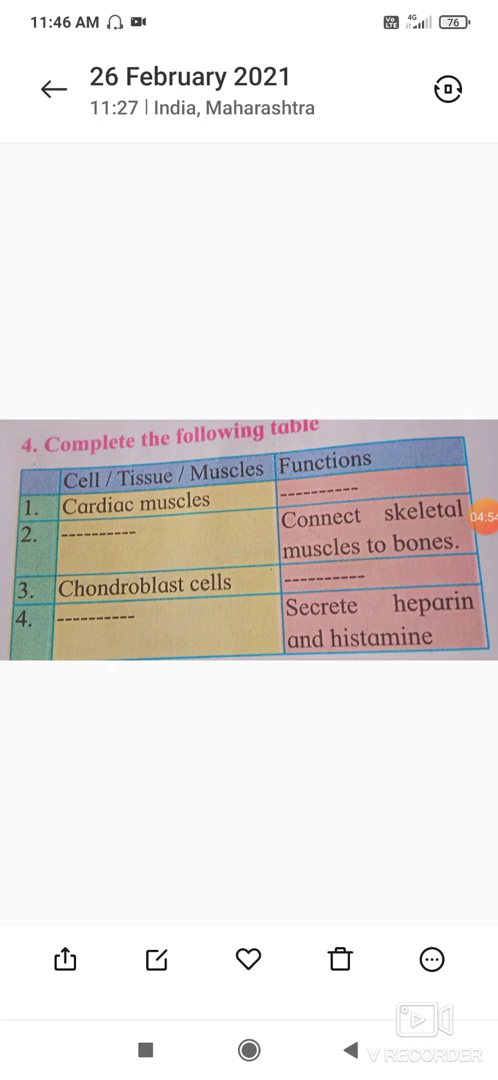 11:46 AM
Vo LTE 4G 76
26 February 2021
11:27 | India, Maharashtra
4. Complete the following table
Cell / Tissue / Muscles Functions
1. Cardiac muscles ----------
2. ---------- Connect skeletal
muscles to bones.
3. Chondroblast cells ----------
4. ---------- Secrete heparin
and histamine
04:54
V RECORDER